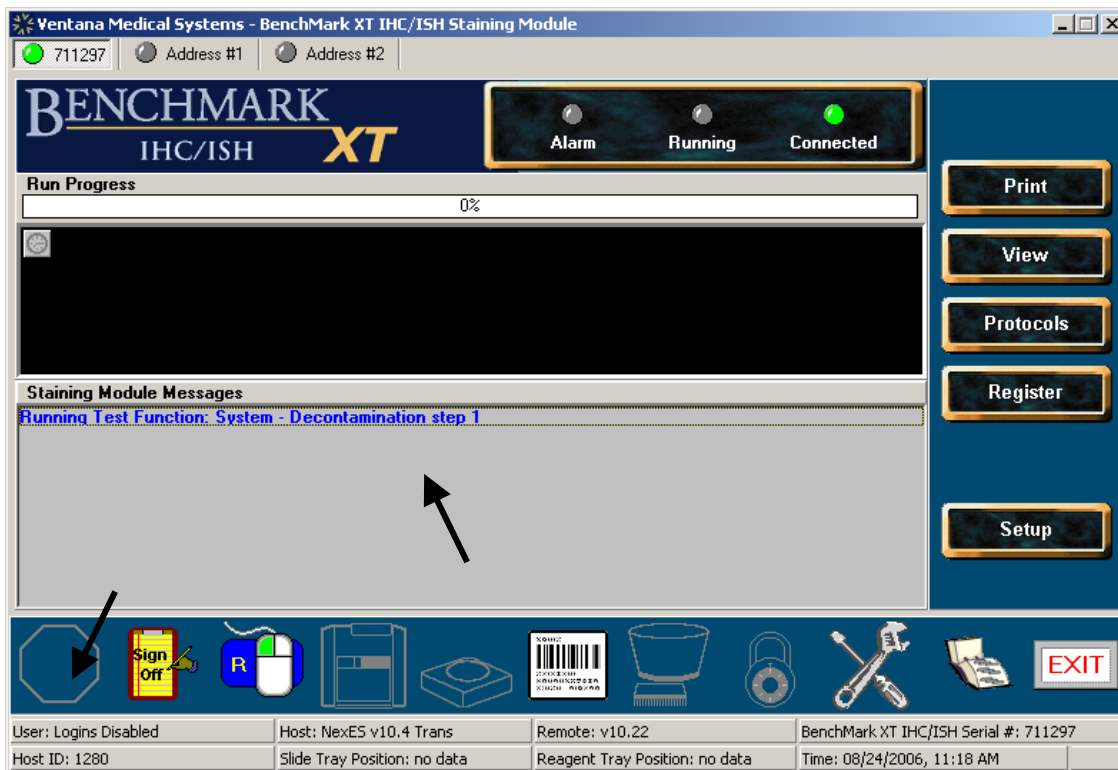 Ventana Medical Systems - BenchMark XT IHC/ISH Staining Module
711297 Address #1 Address #2
BENCHMARK
IHC/ISH XT
Alarm Running Connected
Run Progress
0%
Staining Module Messages
Running Test Function: System - Decontamination step 1
Print
View
Protocols
Register
Setup
Sign
Off
R
EXIT
User: Logins Disabled Host: NexES v10.4 Trans Remote: v10.22 BenchMark XT IHC/ISH Serial #: 711297
Host ID: 1280 Slide Tray Position: no data Reagent Tray Position: no data Time: 08/24/2006, 11:18 AM